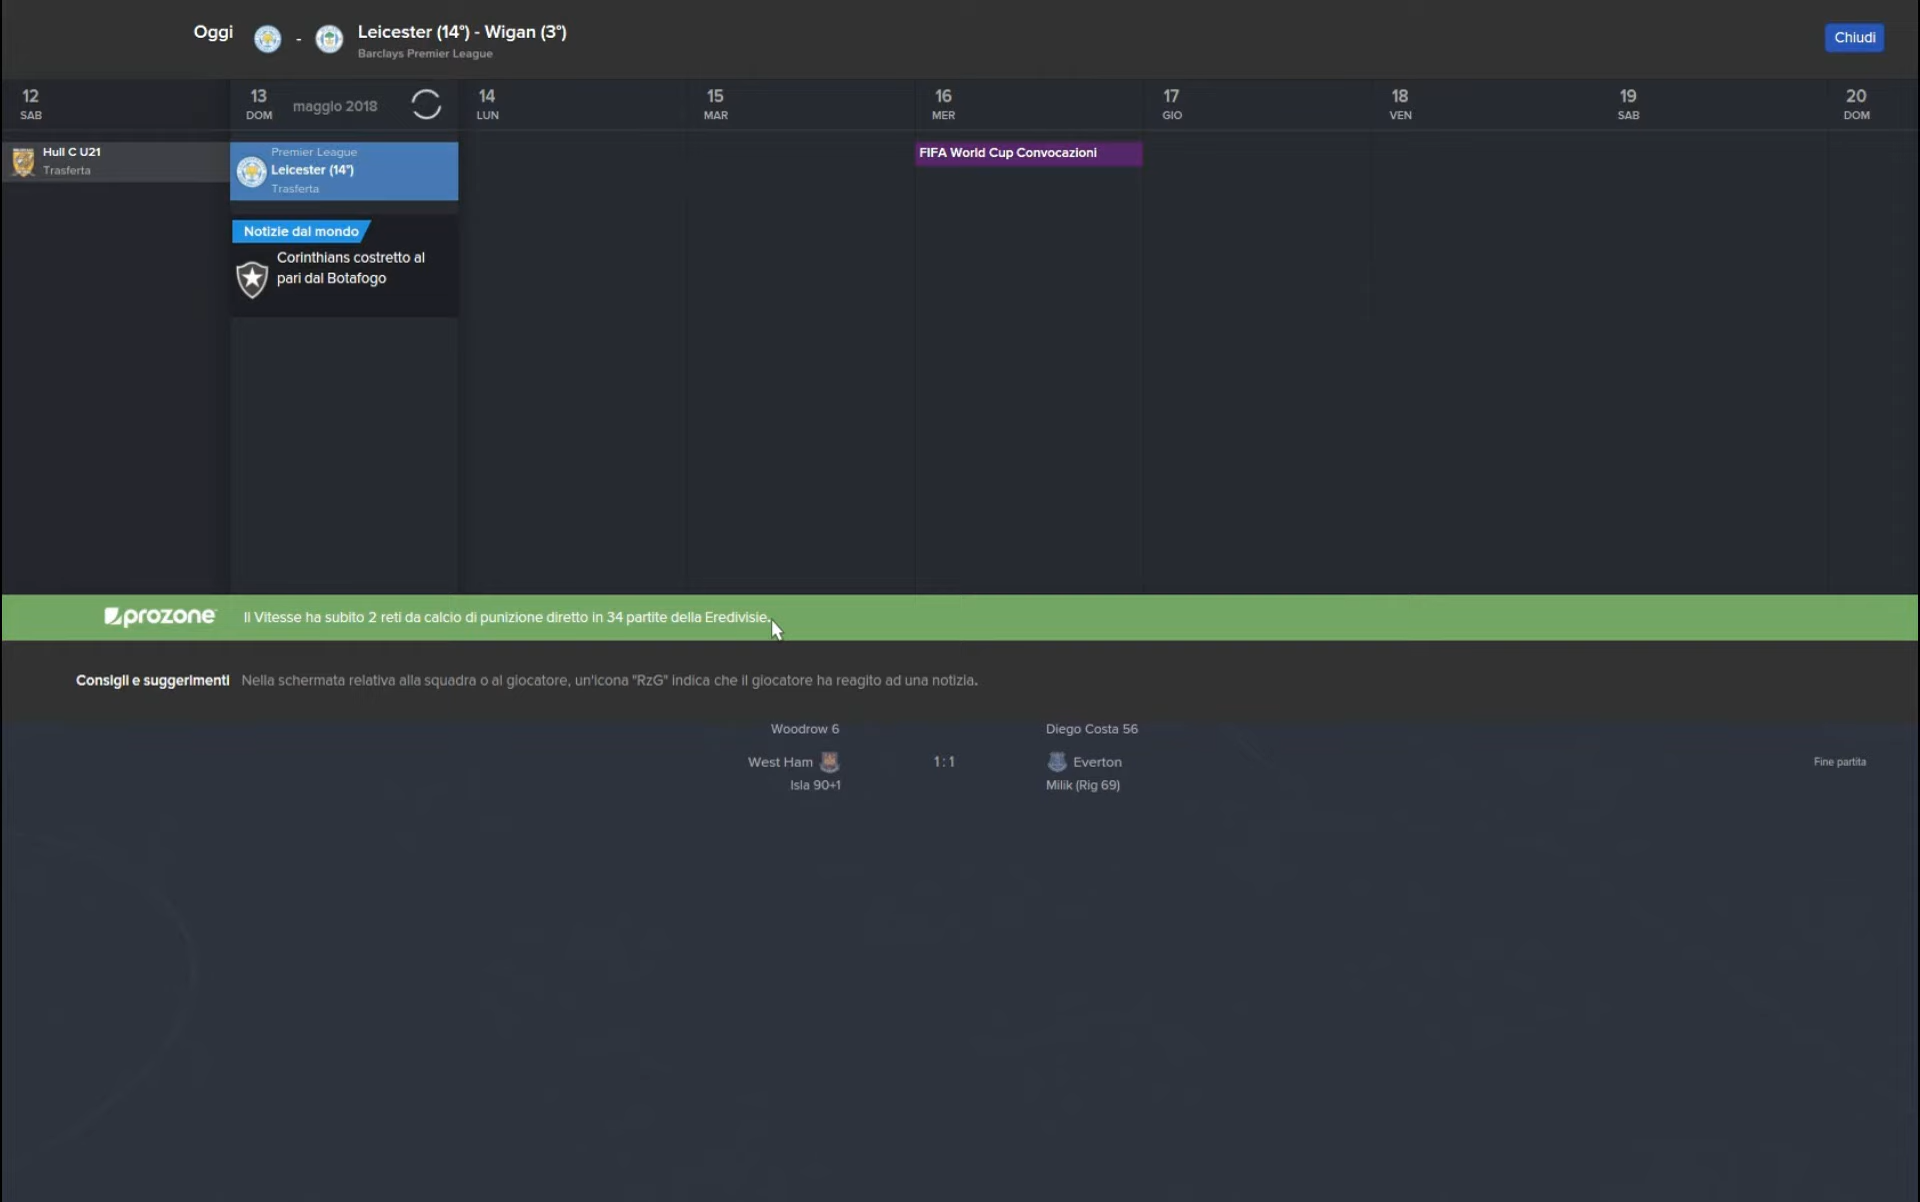 Oggi
-
Leicester (14°) - Wigan (3°)
Barclays Premier League
Chiudi
12
SAB
13
DOM
maggio 2018
14
LUN
15
MAR
16
MER
17
GIO
18
VEN
19
SAB
20
DOM
Hull C U21
Trasferta
Premier League
Leicester (14°)
Trasferta
FIFA World Cup Convocazioni
Notizie dal mondo
Corinthians costretto al
pari dal Botafogo
prozone
Il Vitesse ha subito 2 reti da calcio di punizione diretto in 34 partite della Eredivisie.
Consigli e suggerimenti
Nella schermata relativa alla squadra o al giocatore, un'icona "RzG" indica che il giocatore ha reagito ad una notizia.
Woodrow 6
Diego Costa 56
West Ham
1:1
Everton
Fine partita
Isla 90+1
Milik (Rig 69)